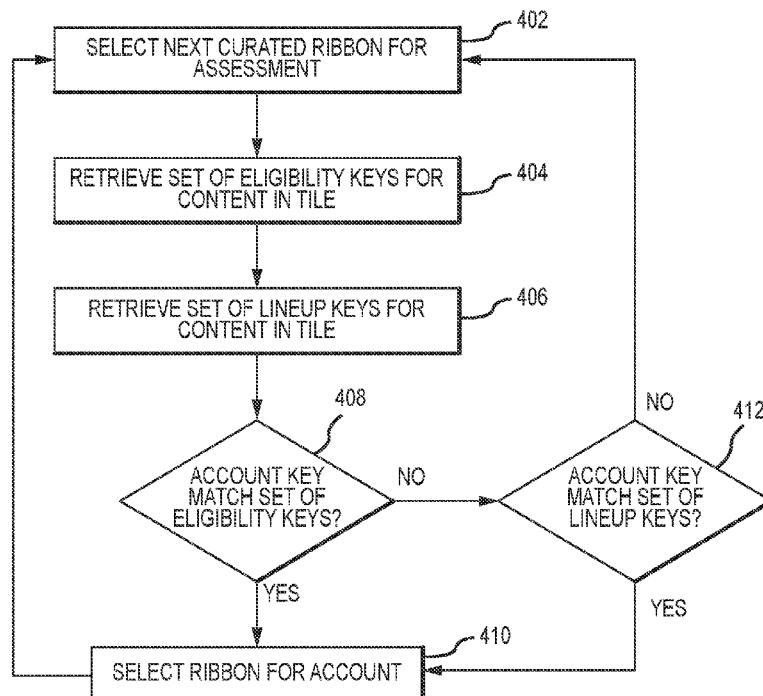 402
SELECT NEXT CURATED RIBBON FOR
ASSESSMENT
RETRIEVE SET OF ELIGIBILITY KEYS FOR
CONTENT IN TILE
404
RETRIEVE SET OF LINEUP KEYS FOR
CONTENT IN TILE
406
408
ACCOUNT KEY
MATCH SET OF
ELIGIBILITY KEYS?
NO
YES
NO
412
ACCOUNT KEY
MATCH SET OF
LINEUP KEYS?
YES
410
SELECT RIBBON FOR ACCOUNT